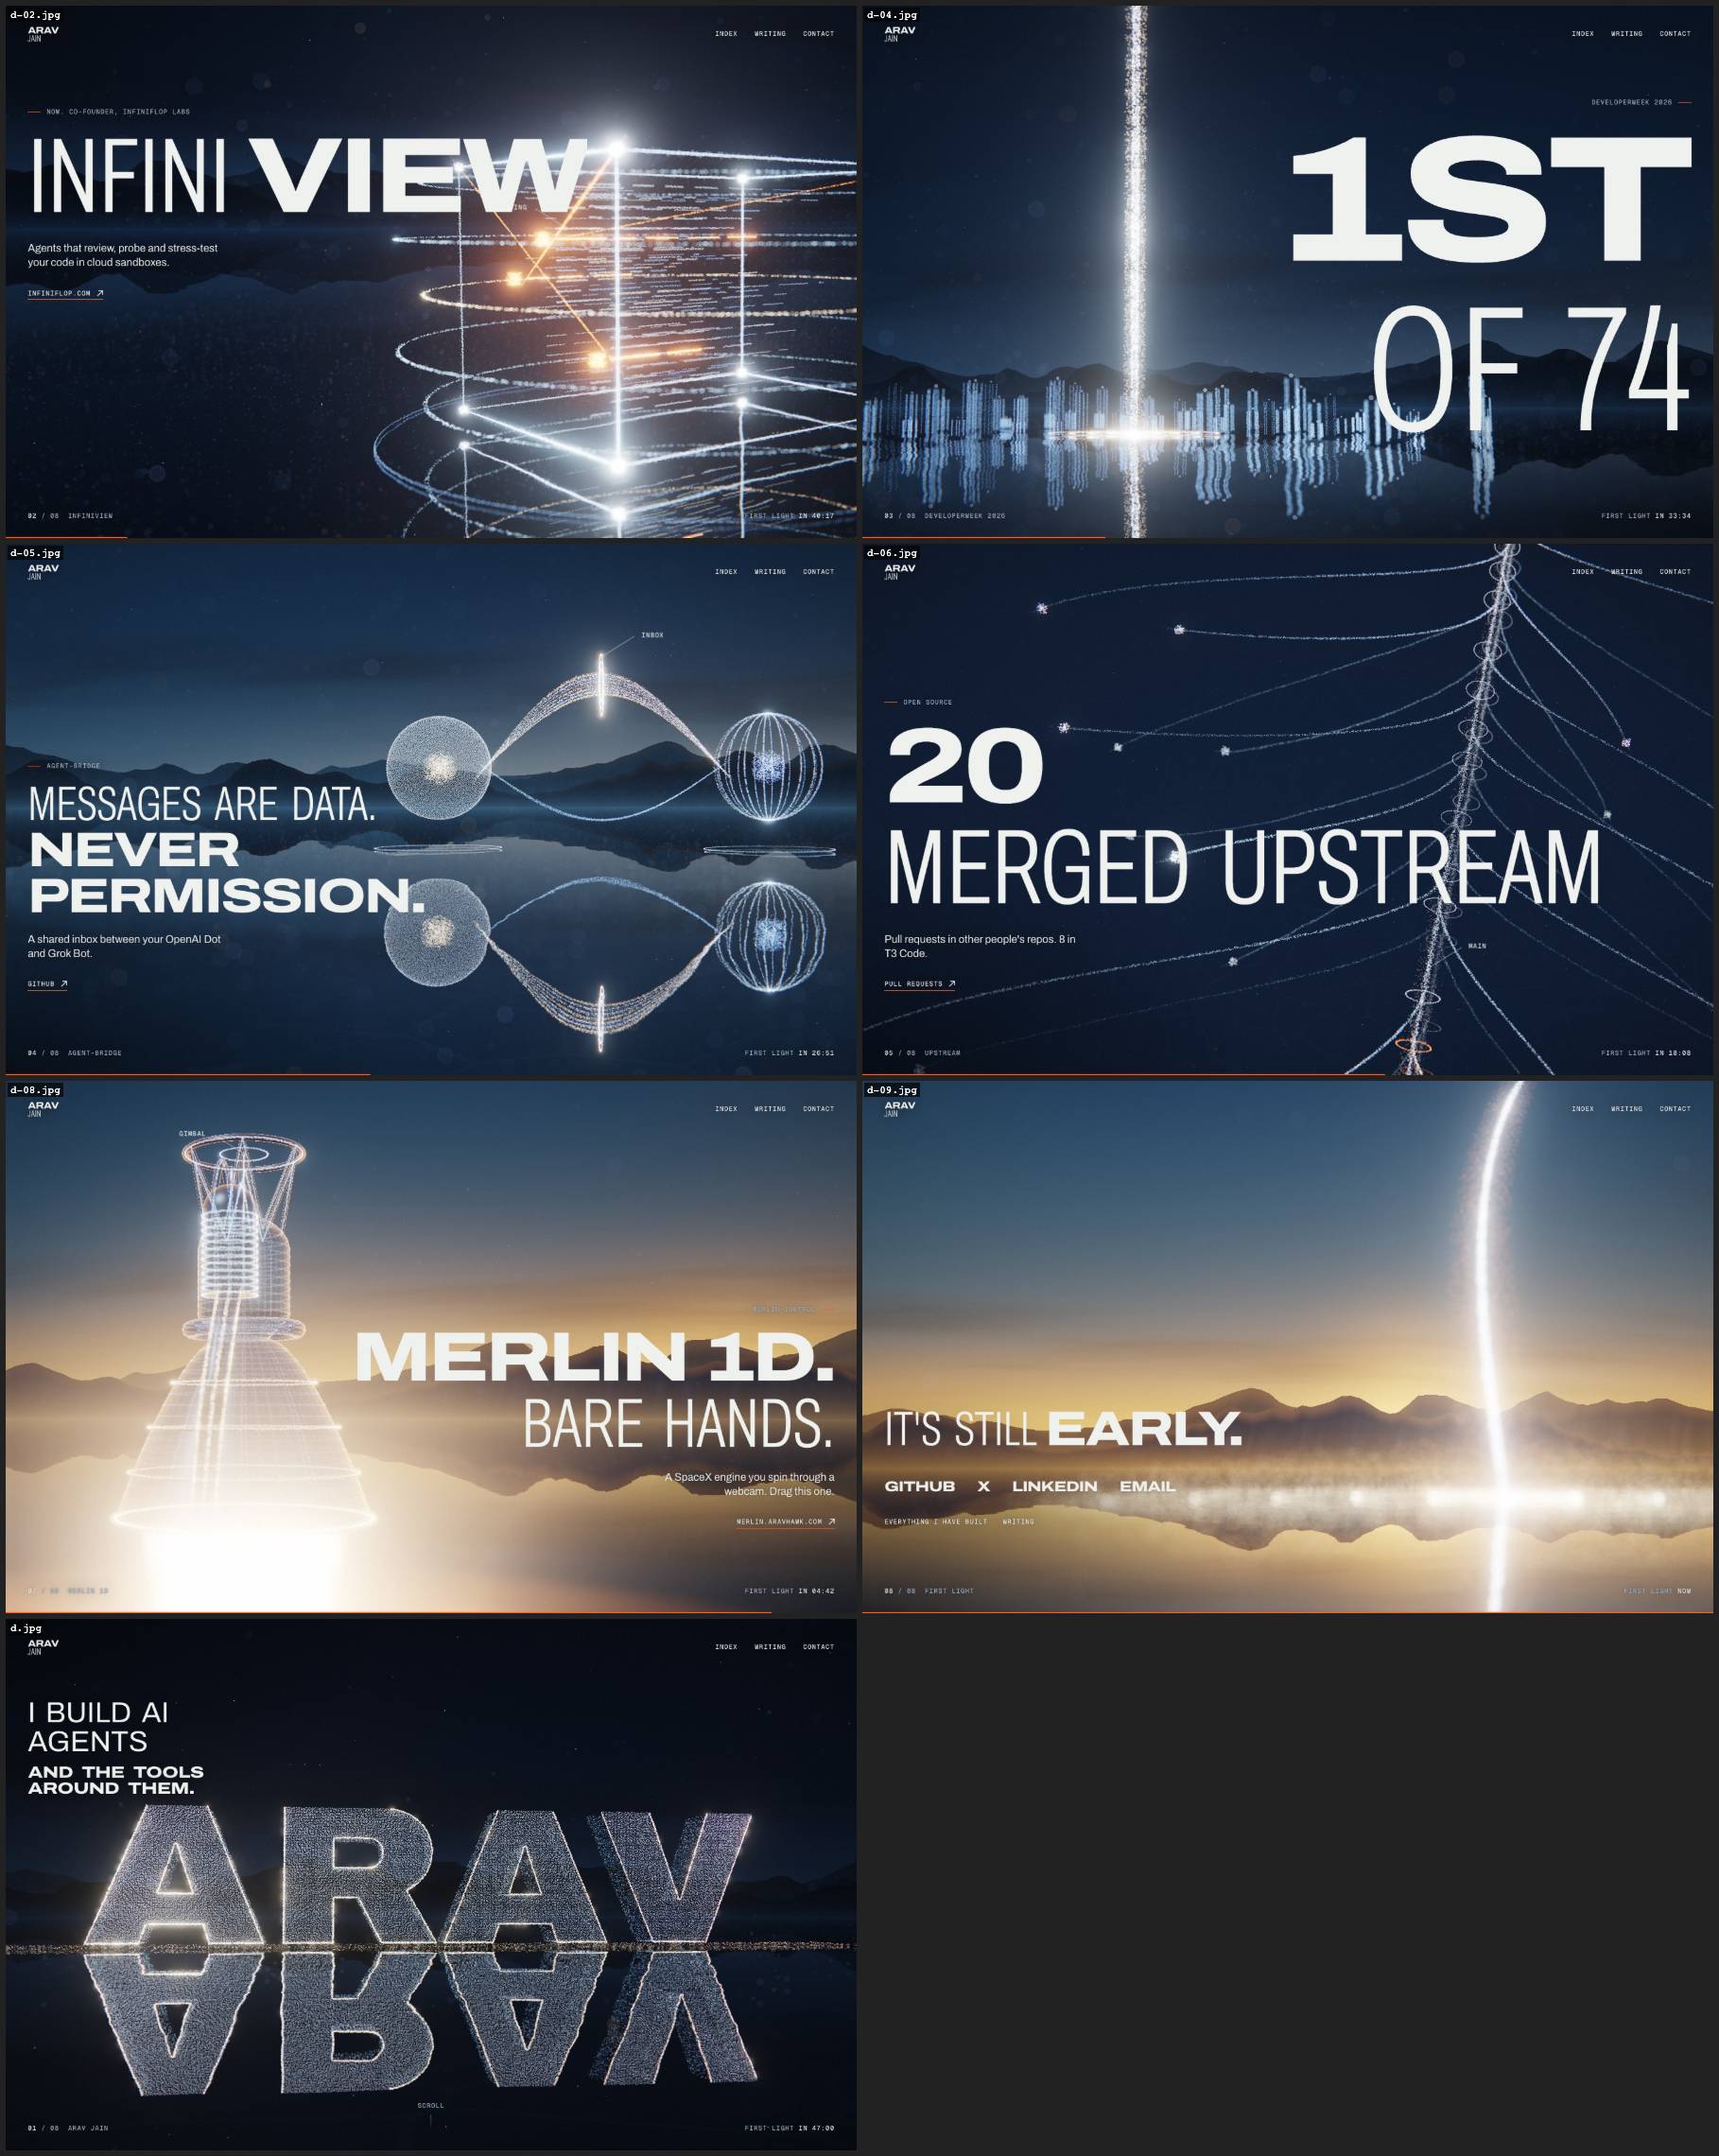 d-02.jpg
ARAV
JAIN
INDEX WRITING CONTACT
NOW. CO-FOUNDER, INFINIFLOP LABS
INFINI VIEW
Agents that review, probe and stress-test
your code in cloud sandboxes.
INFINIFLOP.COM
02 / 08 INFINIVIEW
FIRST LIGHT IN 40:17
d-04.jpg
ARAV
JAIN
INDEX WRITING CONTACT
DEVELOPERWEEK 2026
1ST
OF 74
03 / 08 DEVELOPERWEEK 2026
FIRST LIGHT IN 33:34
d-05.jpg
ARAV
JAIN
INDEX WRITING CONTACT
INBOX
AGENT-BRIDGE
MESSAGES ARE DATA.
NEVER
PERMISSION.
A shared inbox between your OpenAI Dot
and Grok Bot.
GITHUB
04 / 08 AGENT-BRIDGE
FIRST LIGHT IN 26:51
d-06.jpg
ARAV
JAIN
INDEX WRITING CONTACT
OPEN SOURCE
20
MERGED UPSTREAM
Pull requests in other people's repos. 8 in
T3 Code.
PULL REQUESTS
MAIN
05 / 08 UPSTREAM
FIRST LIGHT IN 18:08
d-08.jpg
ARAV
JAIN
INDEX WRITING CONTACT
GIMBAL
MERLIN 1D.
BARE HANDS.
A SpaceX engine you spin through a
webcam. Drag this one.
MERLIN.ARAVHAWK.COM
MERLIN 1D
FIRST LIGHT IN 04:42
d-09.jpg
ARAV
JAIN
INDEX WRITING CONTACT
IT'S STILL EARLY.
GITHUB X LINKEDIN EMAIL
EVERYTHING I HAVE BUILT WRITING
08 / 08 FIRST LIGHT
FIRST LIGHT NOW
d.jpg
ARAV
JAIN
INDEX WRITING CONTACT
I BUILD AI
AGENTS
AND THE TOOLS
AROUND THEM.
ARAV
SCROLL
01 / 08 ARAV JAIN
FIRST LIGHT IN 47:00